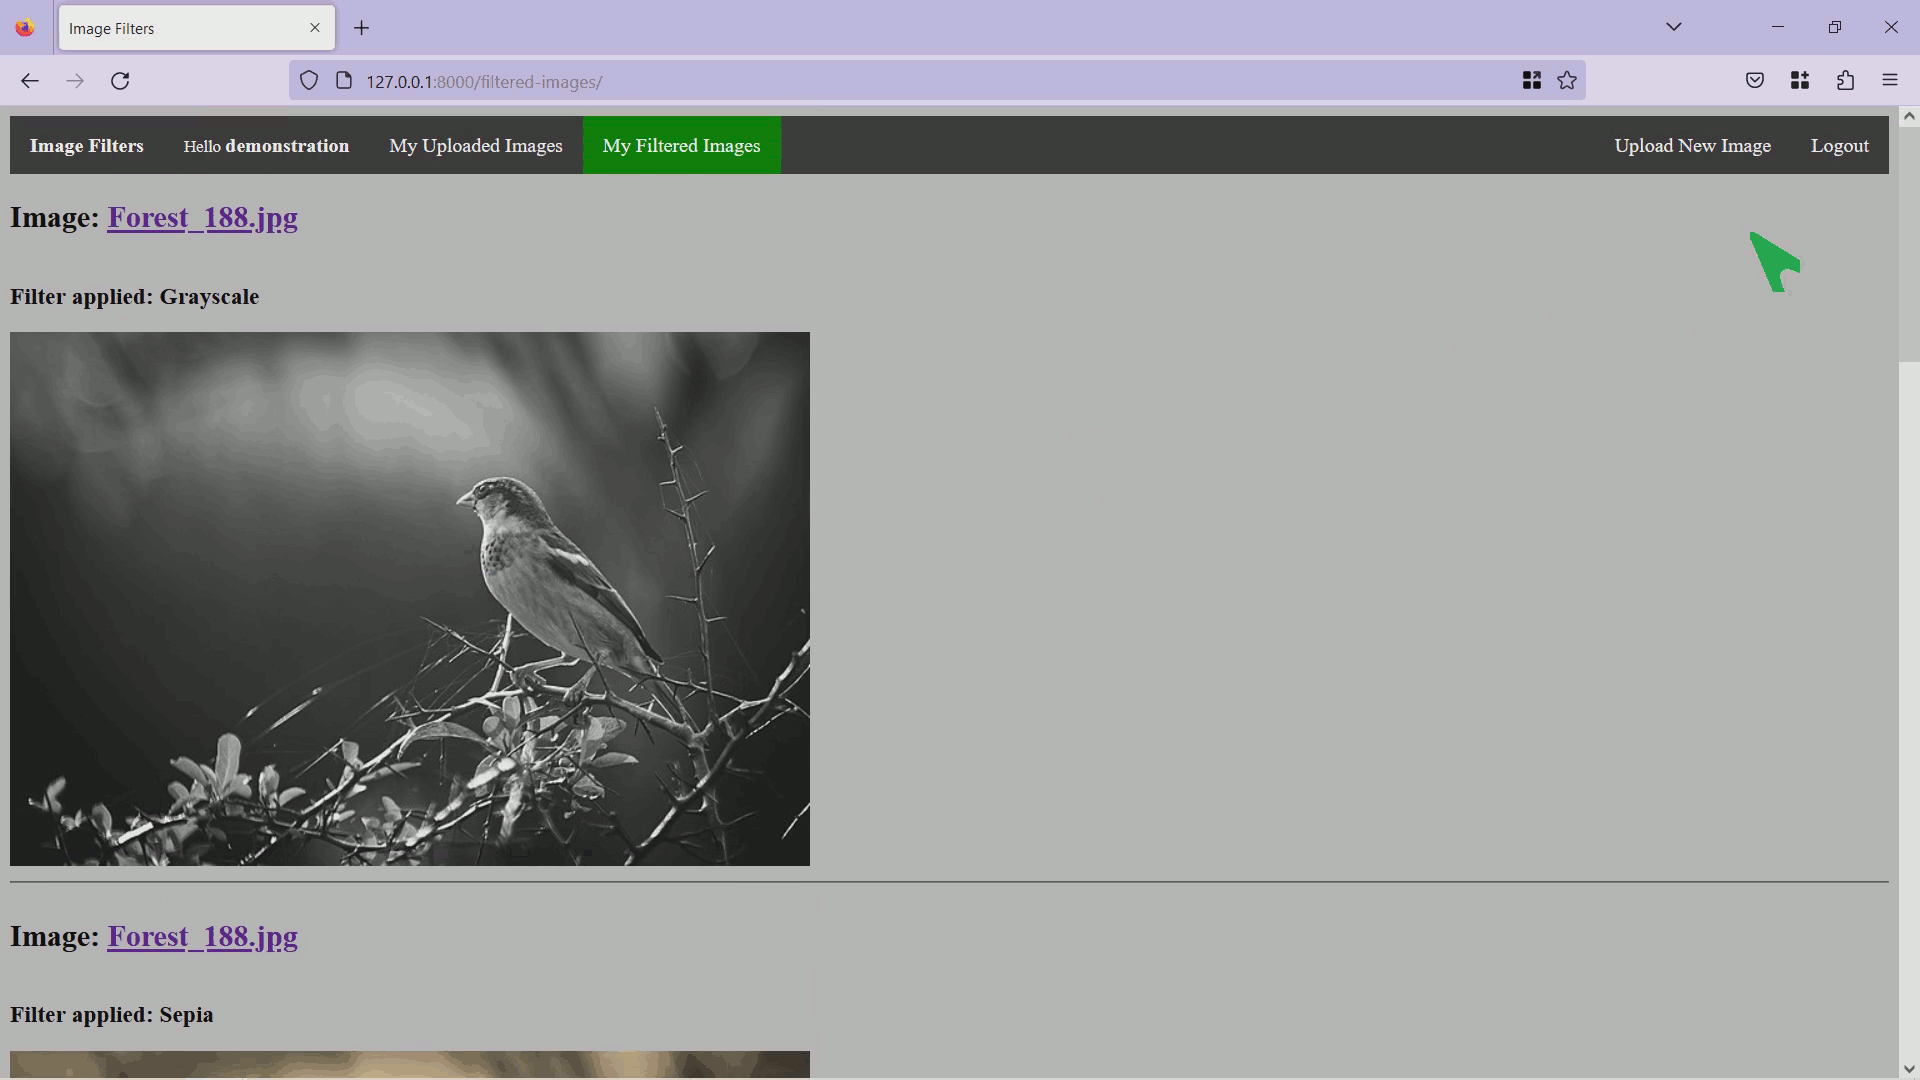 Image Filters
127.0.0.1:8000/filtered-images/
Image Filters Hello demonstration My Uploaded Images My Filtered Images Upload New Image Logout
Image: Forest_188.jpg
Filter applied: Grayscale
Image: Forest_188.jpg
Filter applied: Sepia